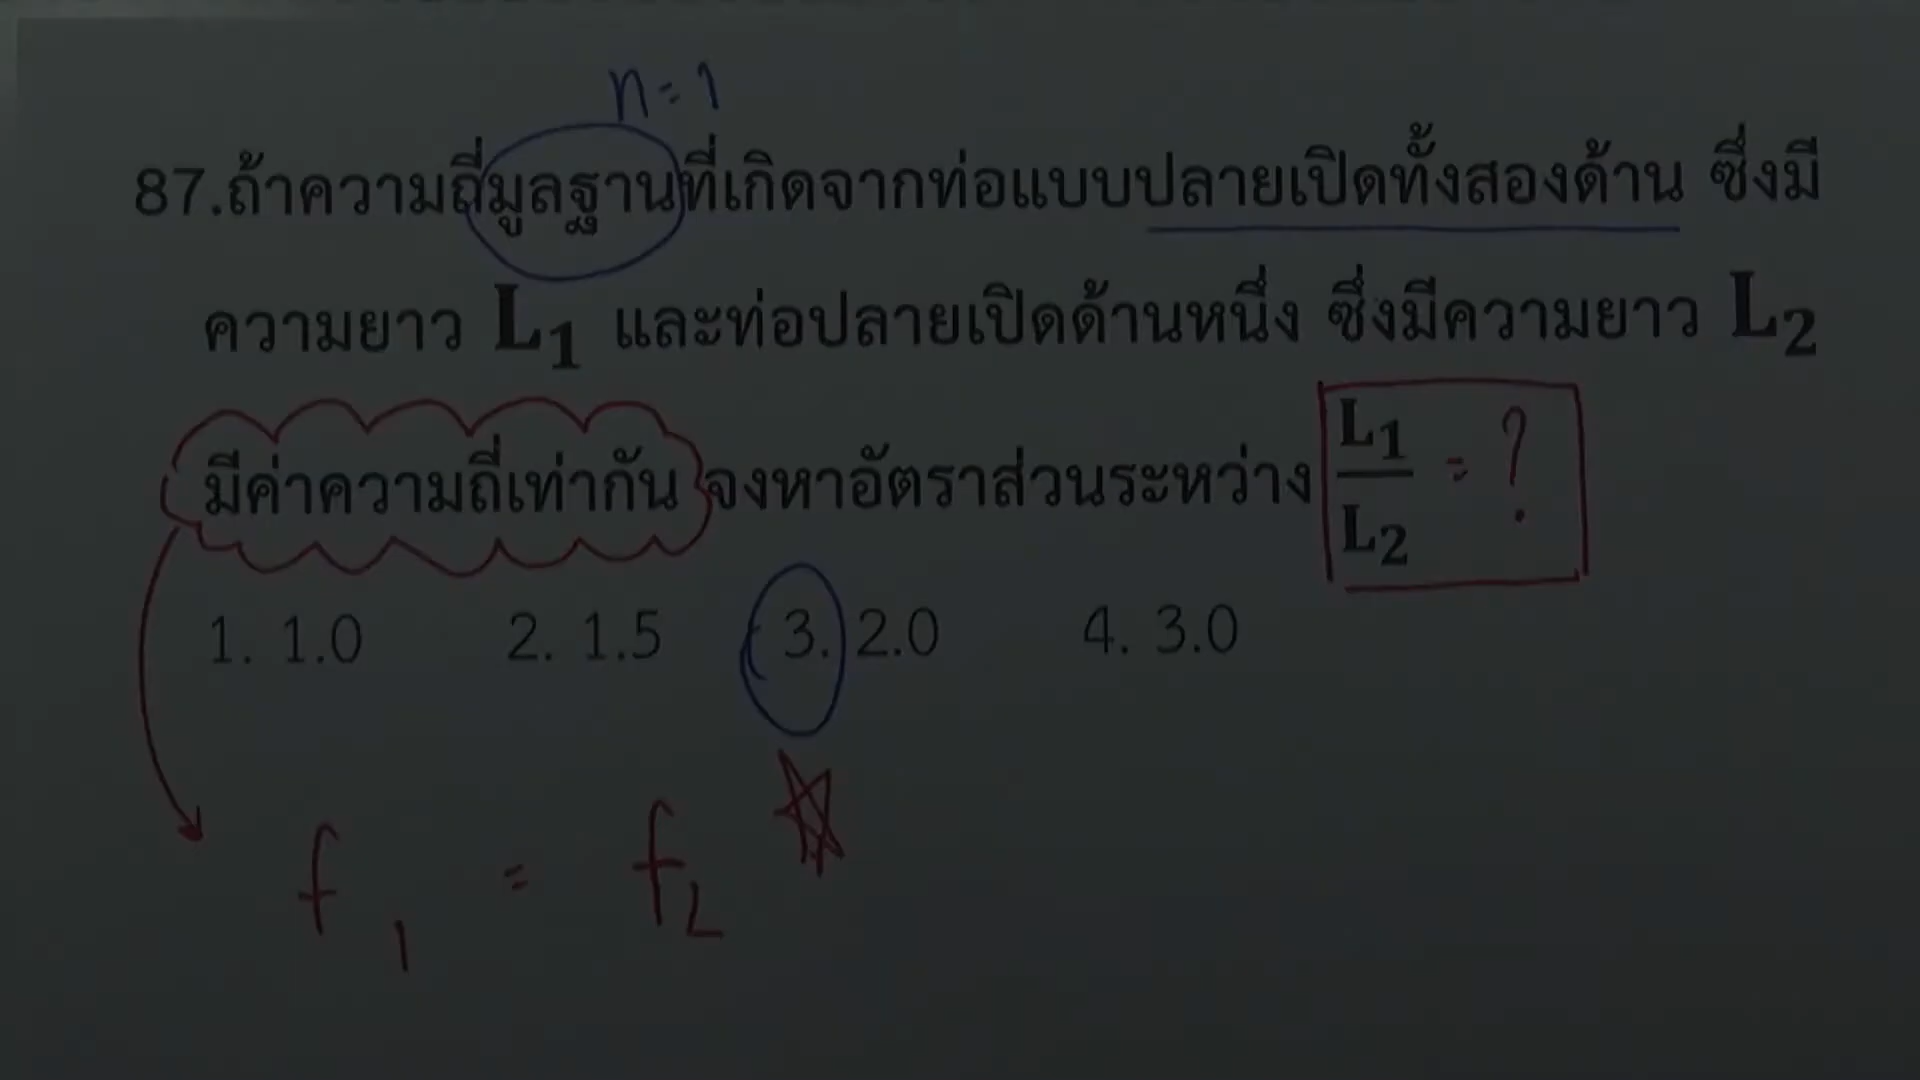 n = 1
87.ถ้าความถี่มูลฐานที่เกิดจากท่อแบบปลายเปิดทั้งสองด้าน ซึ่งมี
ความยาว L1 และท่อปลายเปิดด้านหนึ่ง ซึ่งมีความยาว L2
มีค่าความถี่เท่ากัน จงหาอัตราส่วนระหว่าง L1/L2 = ?
1. 1.0 2. 1.5 3. 2.0 4. 3.0
f1 = f2